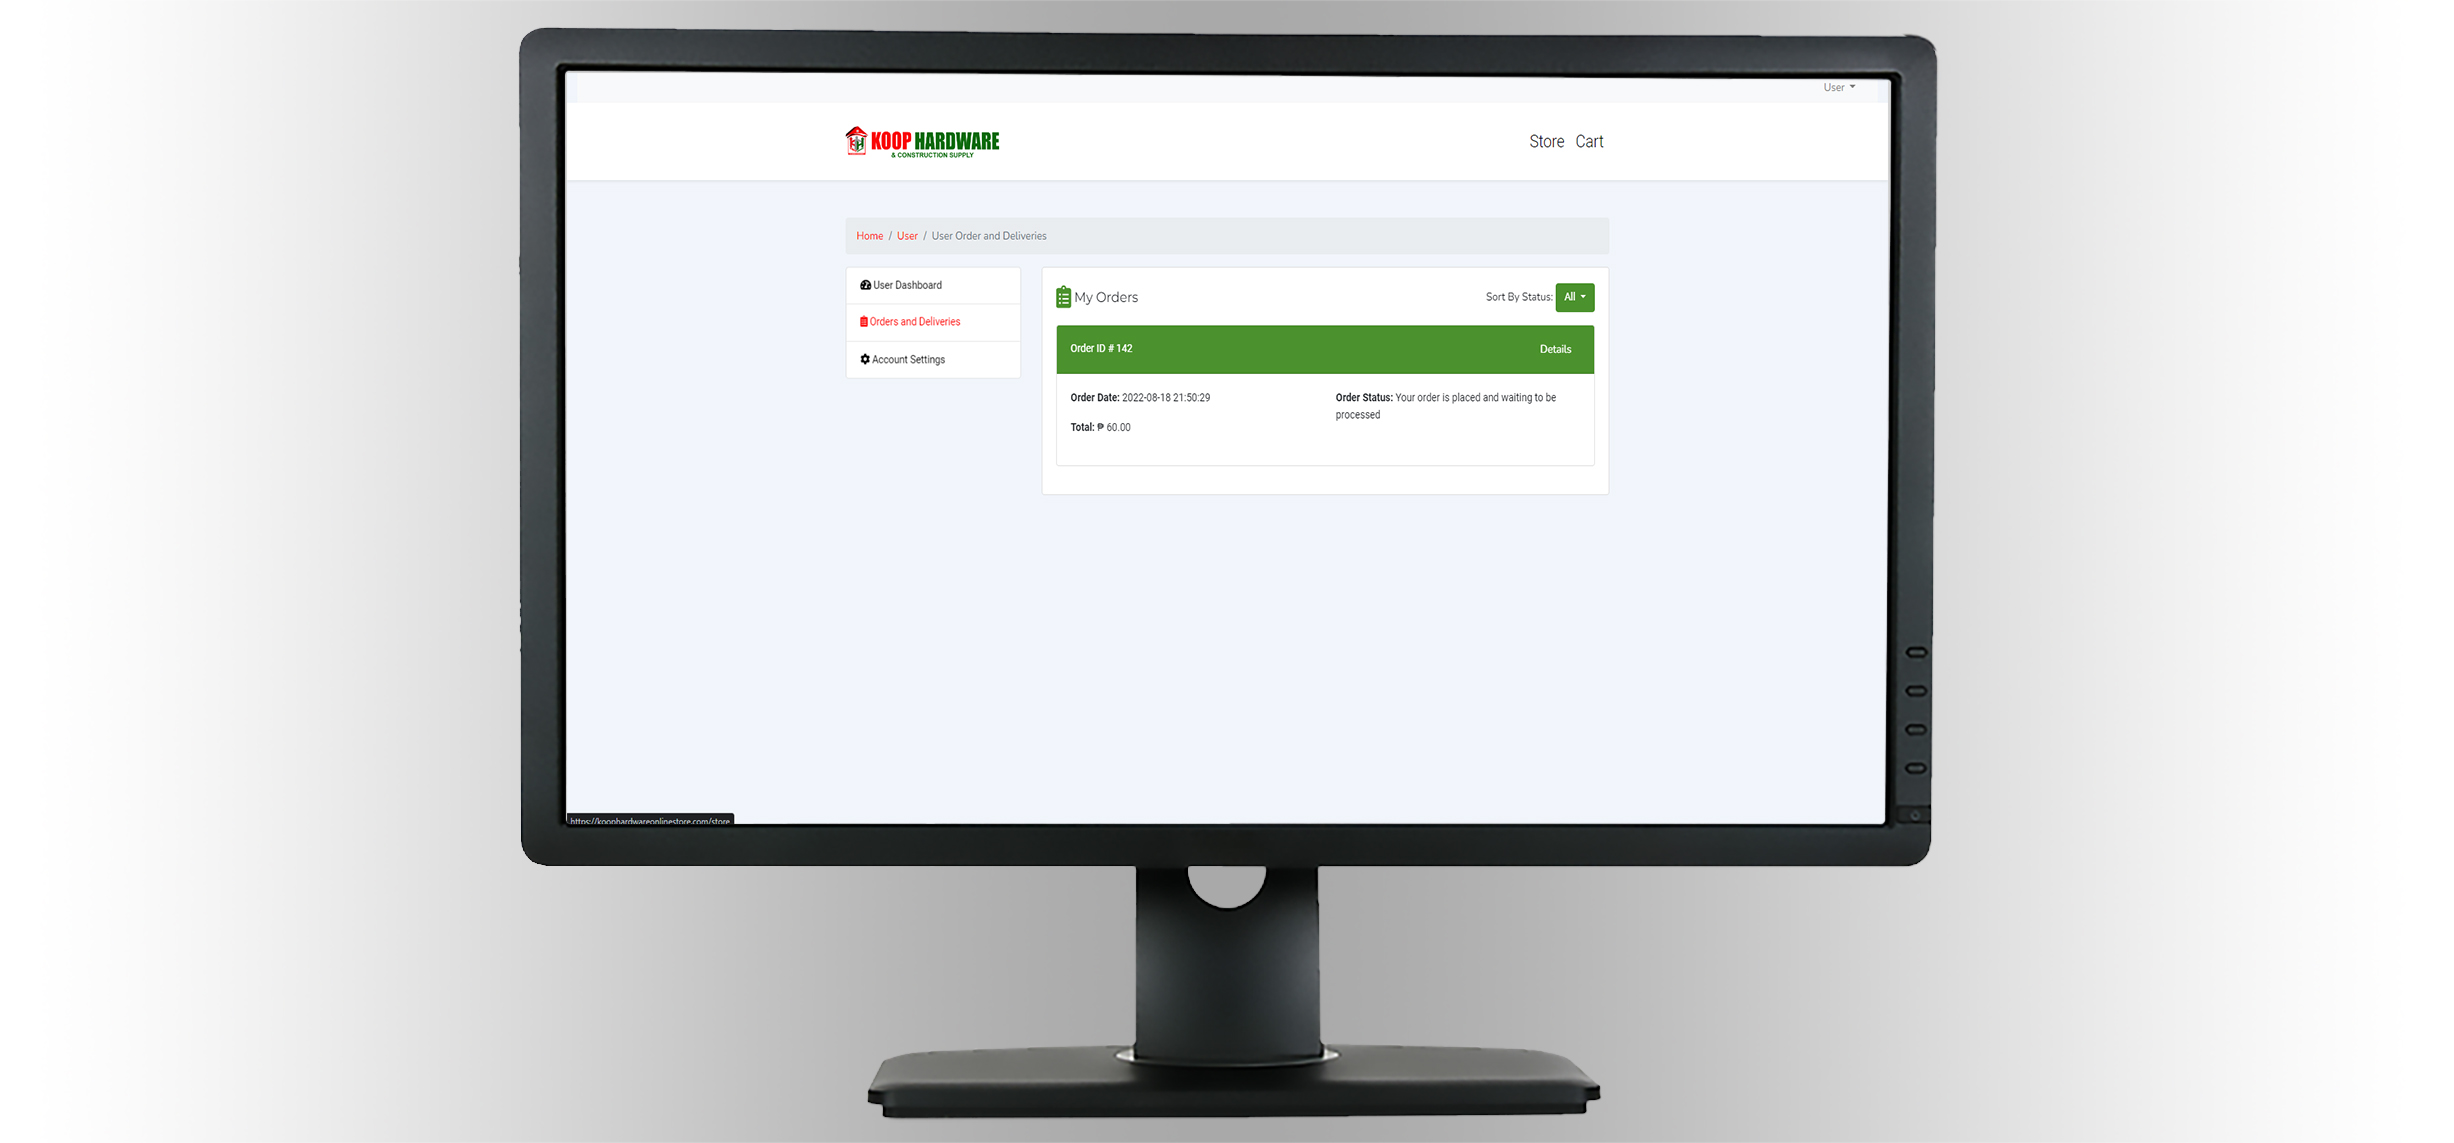 User
KOOP HARDWARE
& CONSTRUCTION SUPPLY
Store Cart
Home / User / User Order and Deliveries
User Dashboard
Orders and Deliveries
Account Settings
My Orders
Sort By Status: All
Order ID # 142
Details
Order Date: 2022-08-18 21:50:29
Total: ₱ 60.00
Order Status: Your order is placed and waiting to be
processed
https://koophardwareonlinestore.com/store